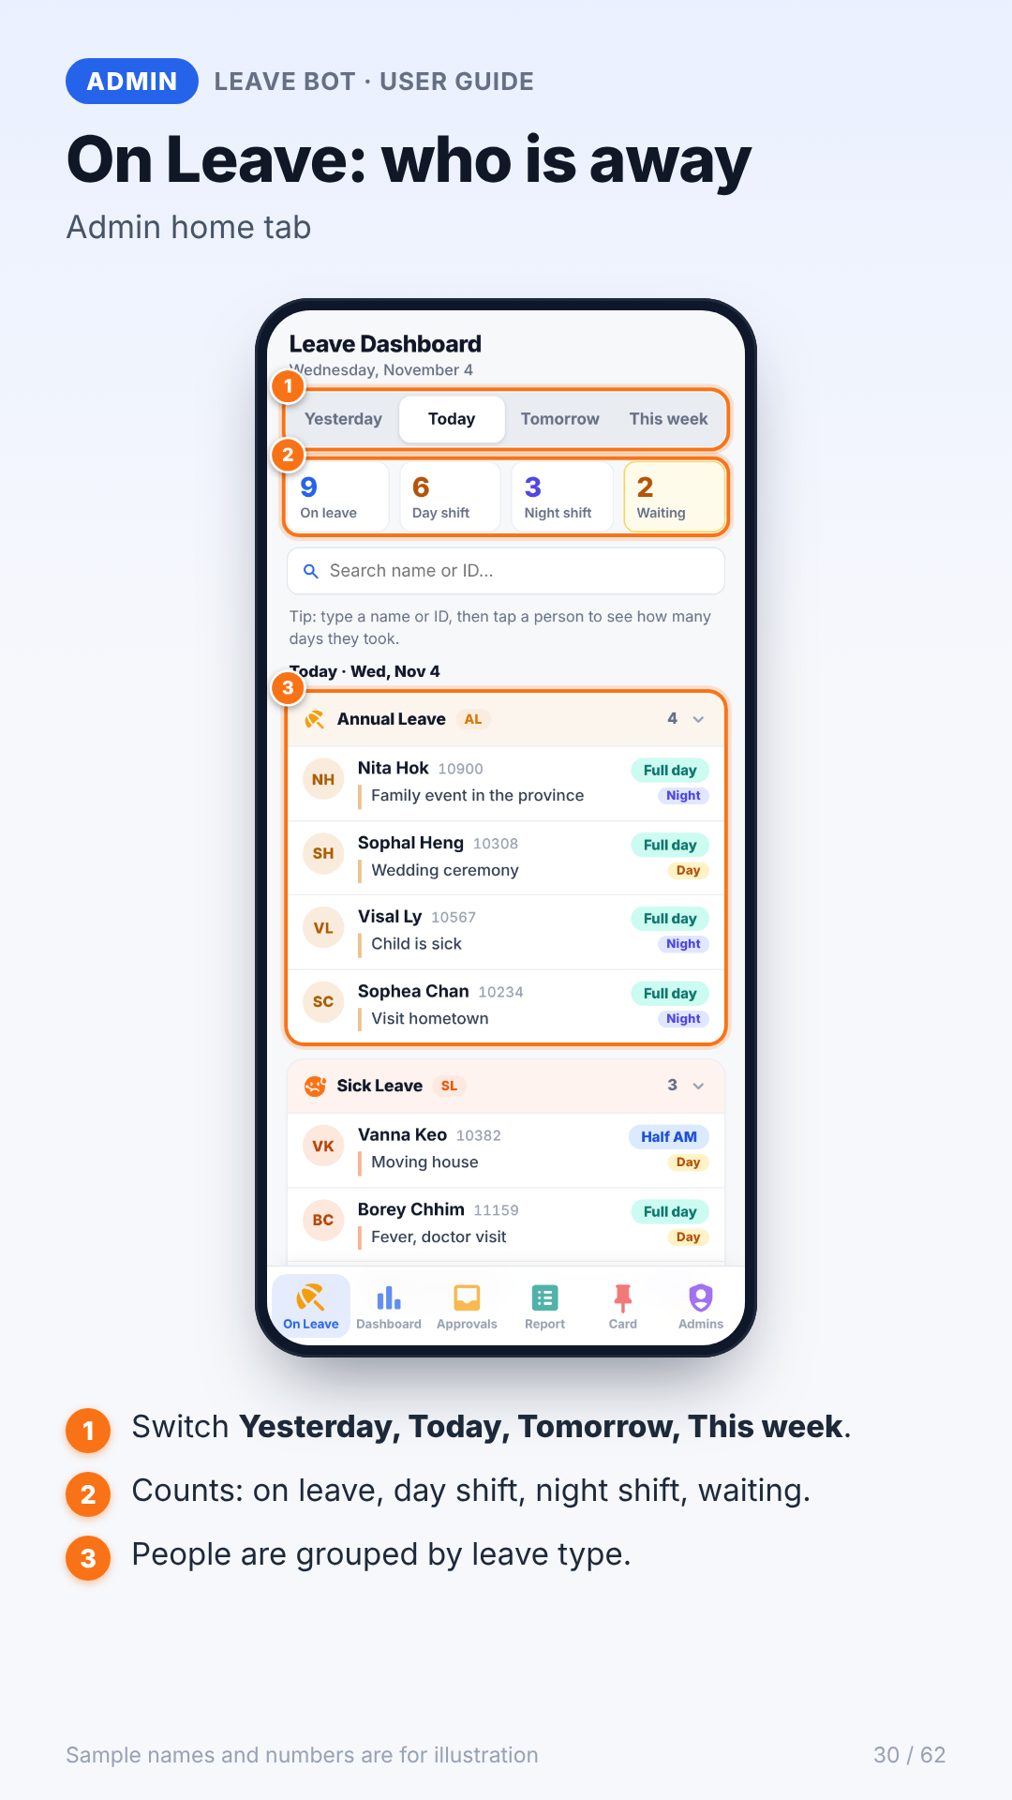 ADMIN LEAVE BOT · USER GUIDE
On Leave: who is away
Admin home tab
Leave Dashboard
Wednesday, November 4
1
Yesterday Today Tomorrow This week
2
9 6 3 2
On leave Day shift Night shift Waiting
Search name or ID...
Tip: type a name or ID, then tap a person to see how many
days they took.
Today · Wed, Nov 4
3
Annual Leave AL 4
NH Nita Hok 10900 Full day
Family event in the province Night
SH Sophal Heng 10308 Full day
Wedding ceremony Day
VL Visal Ly 10567 Full day
Child is sick Night
SC Sophea Chan 10234 Full day
Visit hometown Night
Sick Leave SL 3
VK Vanna Keo 10382 Half AM
Moving house Day
BC Borey Chhim 11159 Full day
Fever, doctor visit Day
On Leave Dashboard Approvals Report Card Admins
1 Switch Yesterday, Today, Tomorrow, This week.
2 Counts: on leave, day shift, night shift, waiting.
3 People are grouped by leave type.
Sample names and numbers are for illustration 30 / 62